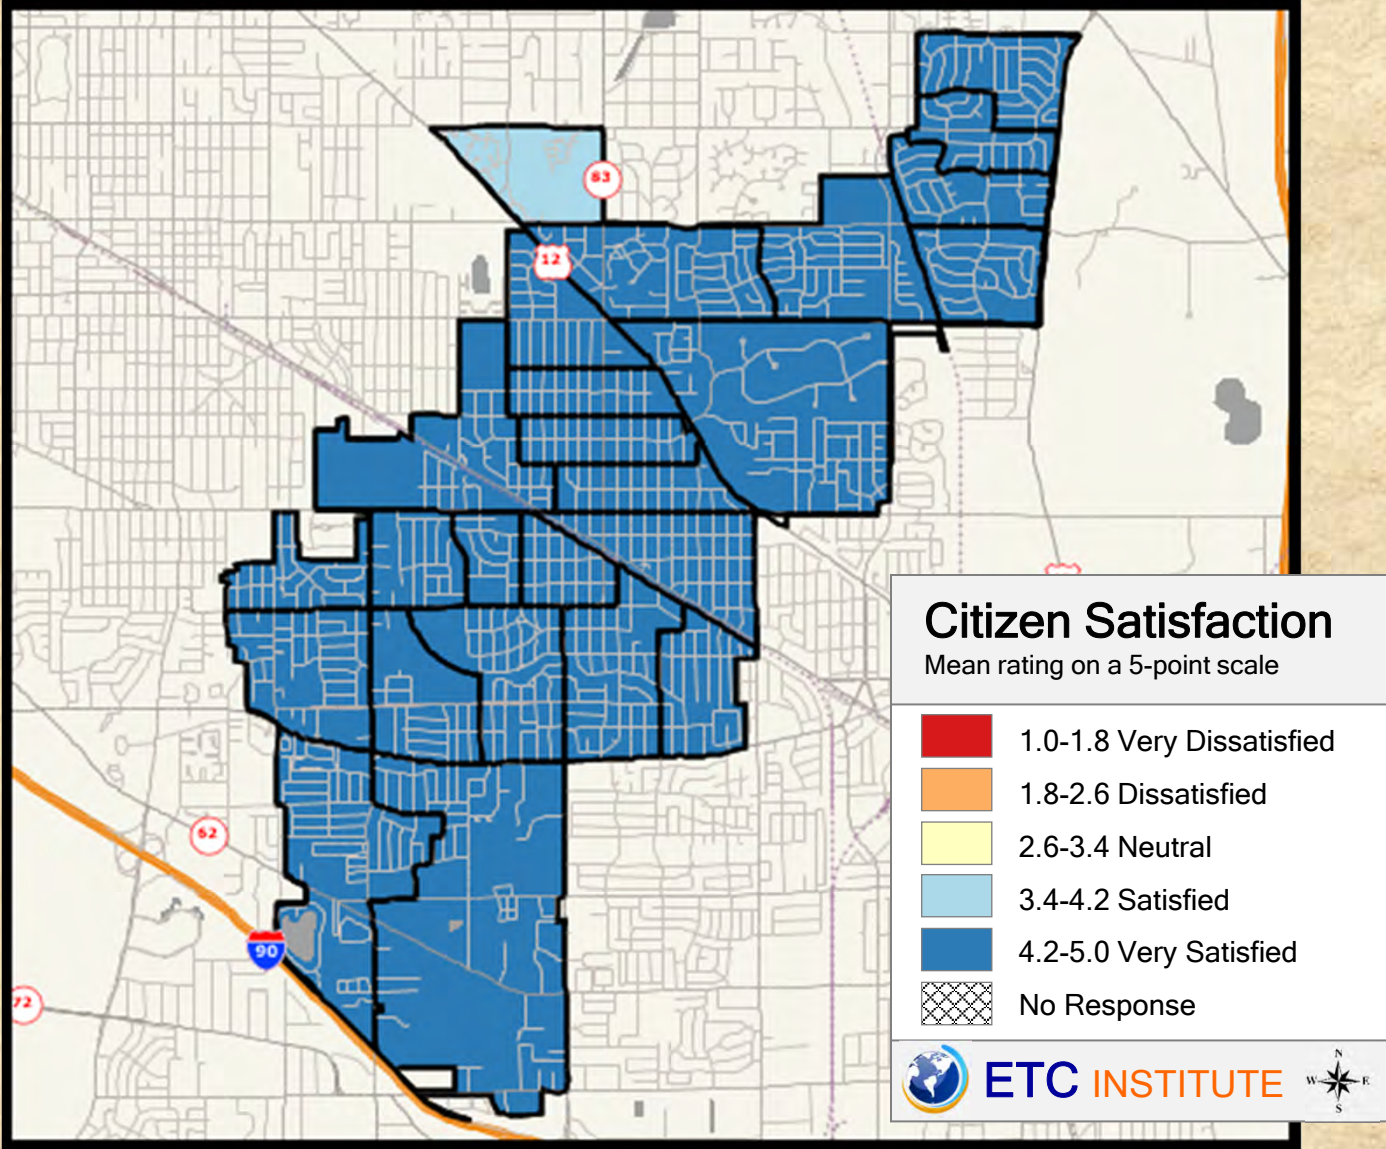 83
12
62
90
72
Citizen Satisfaction
Mean rating on a 5-point scale
1.0-1.8 Very Dissatisfied
1.8-2.6 Dissatisfied
2.6-3.4 Neutral
3.4-4.2 Satisfied
4.2-5.0 Very Satisfied
No Response
ETC INSTITUTE
N
W E
S